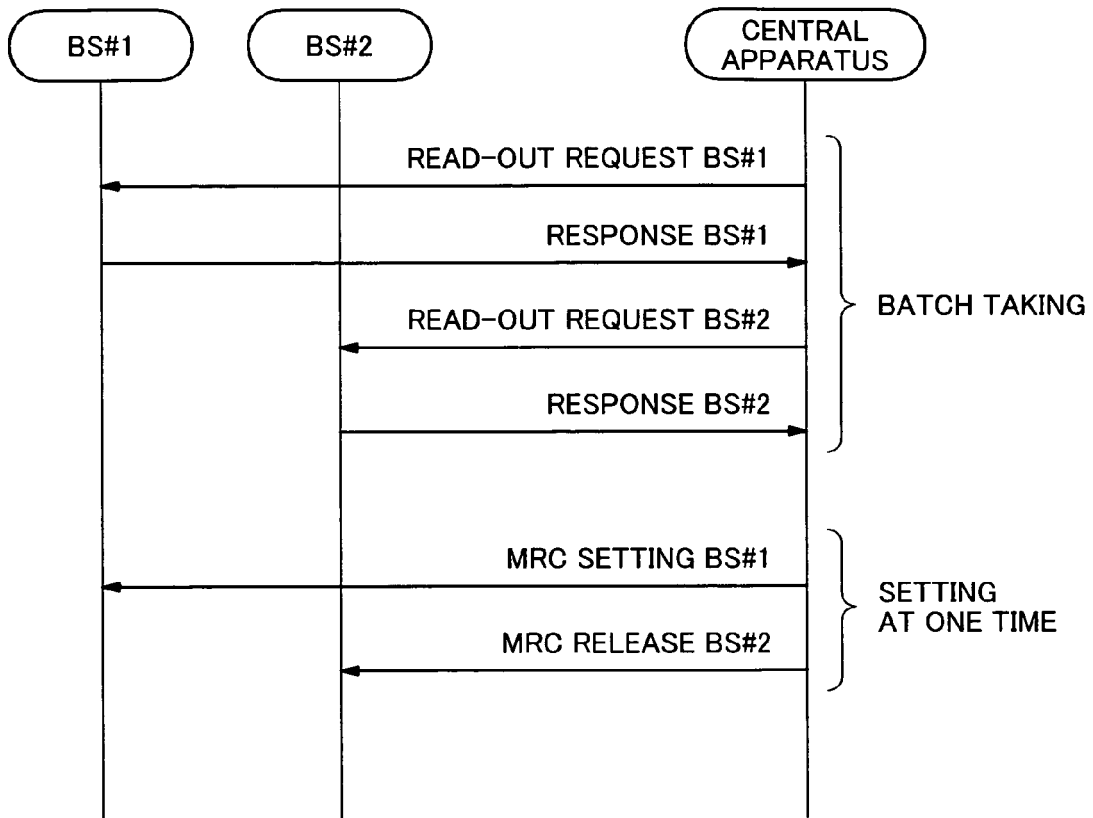 BS#1
BS#2
CENTRAL
APPARATUS
READ-OUT REQUEST BS#1
RESPONSE BS#1
READ-OUT REQUEST BS#2
RESPONSE BS#2
BATCH TAKING
MRC SETTING BS#1
MRC RELEASE BS#2
SETTING
AT ONE TIME